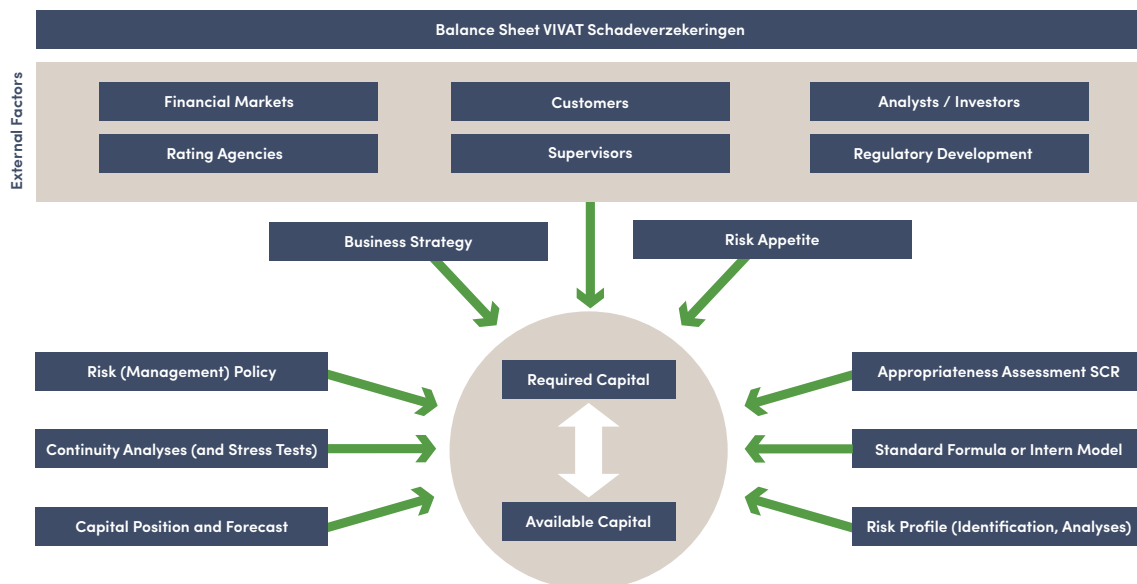 Balance Sheet VIVAT Schadeverzekeringen
External Factors
Financial Markets
Customers
Analysts / Investors
Rating Agencies
Supervisors
Regulatory Development
Business Strategy
Risk Appetite
Risk (Management) Policy
Required Capital
Appropriateness Assessment SCR
Continuity Analyses (and Stress Tests)
Standard Formula or Intern Model
Capital Position and Forecast
Available Capital
Risk Profile (Identification, Analyses)